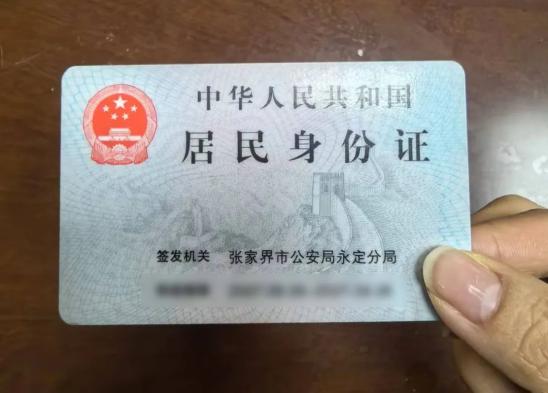 中华人民共和国
居民身份证
签发机关 张家界市公安局永定分局